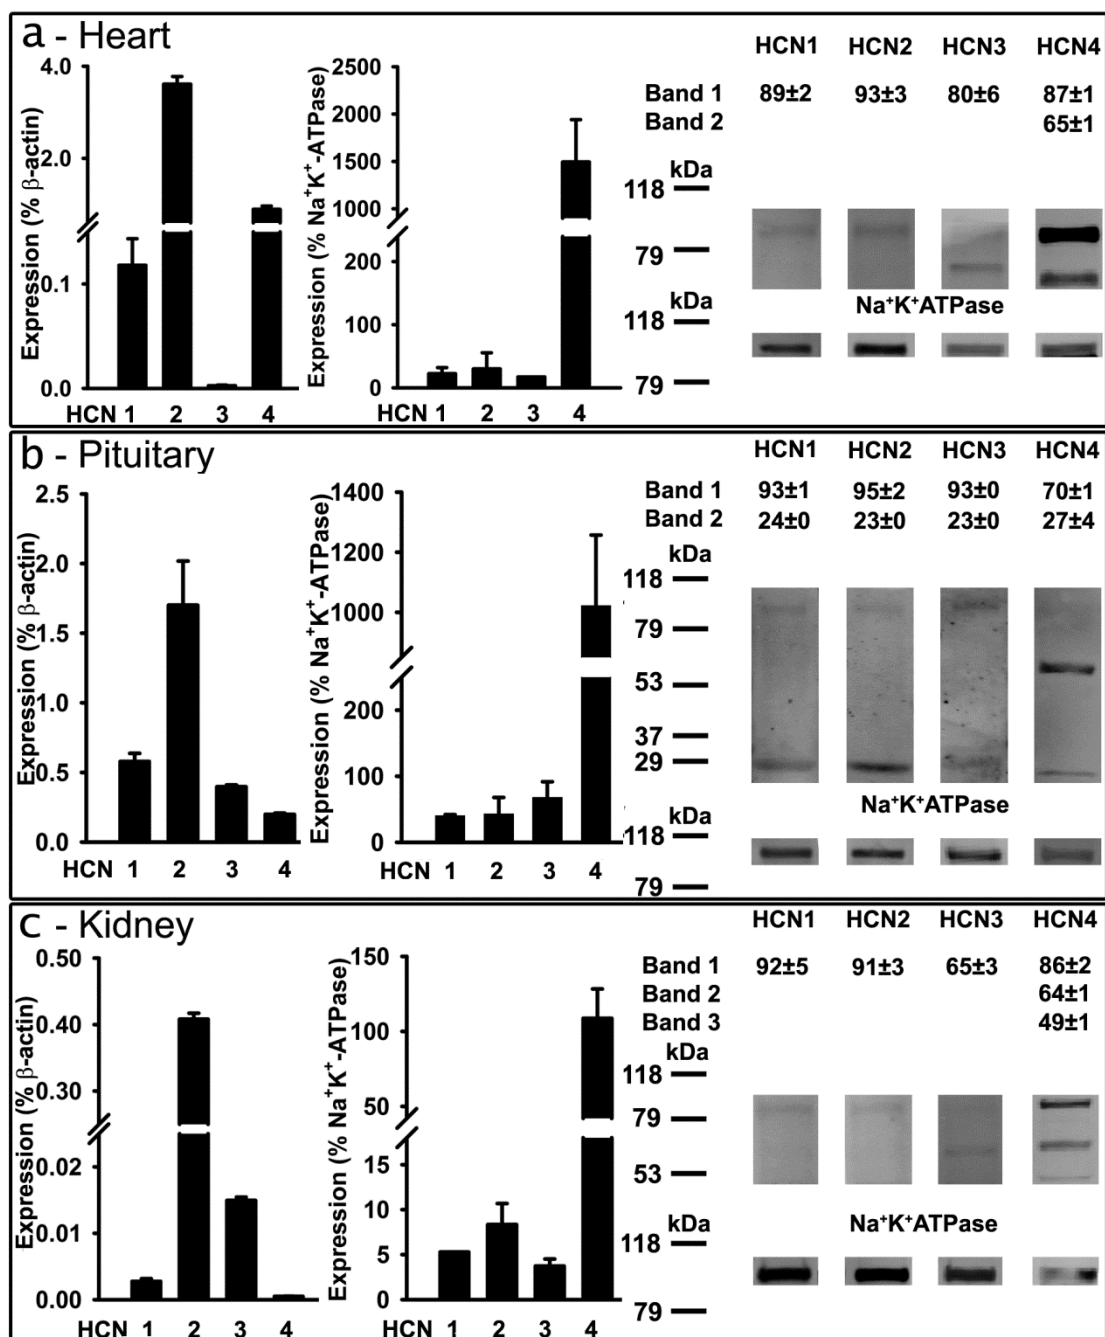 a - Heart
Expression (% β-actin)
4.0
2.0
0.1
0.0
HCN 1 2 3 4
Expression (% Na⁺K⁺-ATPase)
2500
2000
1500
1000
200
100
0
HCN 1 2 3 4
HCN1 HCN2 HCN3 HCN4
Band 1 89±2 93±3 80±6 87±1
Band 2 65±1
kDa
118
79
Na⁺K⁺ATPase
kDa
118
79
b - Pituitary
Expression (% β-actin)
2.5
2.0
1.5
1.0
0.5
0.0
HCN 1 2 3 4
Expression (% Na⁺K⁺-ATPase)
1400
1200
1000
200
100
0
HCN 1 2 3 4
HCN1 HCN2 HCN3 HCN4
Band 1 93±1 95±2 93±0 70±1
Band 2 24±0 23±0 23±0 27±4
kDa
118
79
53
37
29
Na⁺K⁺ATPase
kDa
118
79
c - Kidney
Expression (% β-actin)
0.50
0.40
0.30
0.02
0.01
0.00
HCN 1 2 3 4
Expression (% Na⁺K⁺-ATPase)
150
100
50
15
10
5
0
HCN 1 2 3 4
HCN1 HCN2 HCN3 HCN4
Band 1 92±5 91±3 65±3 86±2
Band 2 64±1
Band 3 49±1
kDa
118
79
53
Na⁺K⁺ATPase
kDa
118
79